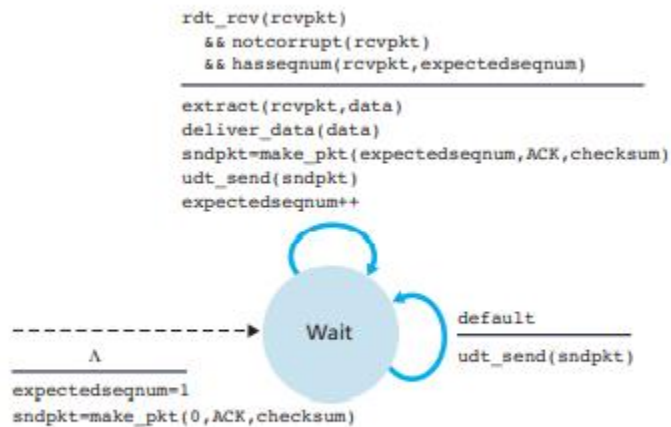 rdt_rcv(rcvpkt)
&& notcorrupt(rcvpkt)
&& hasseqnum(rcvpkt,expectedseqnum)
extract(rcvpkt,data)
deliver_data(data)
sndpkt=make_pkt(expectedseqnum,ACK,checksum)
udt_send(sndpkt)
expectedseqnum++
Wait
default
udt_send(sndpkt)
Λ
expectedseqnum=1
sndpkt=make_pkt(0,ACK,checksum)